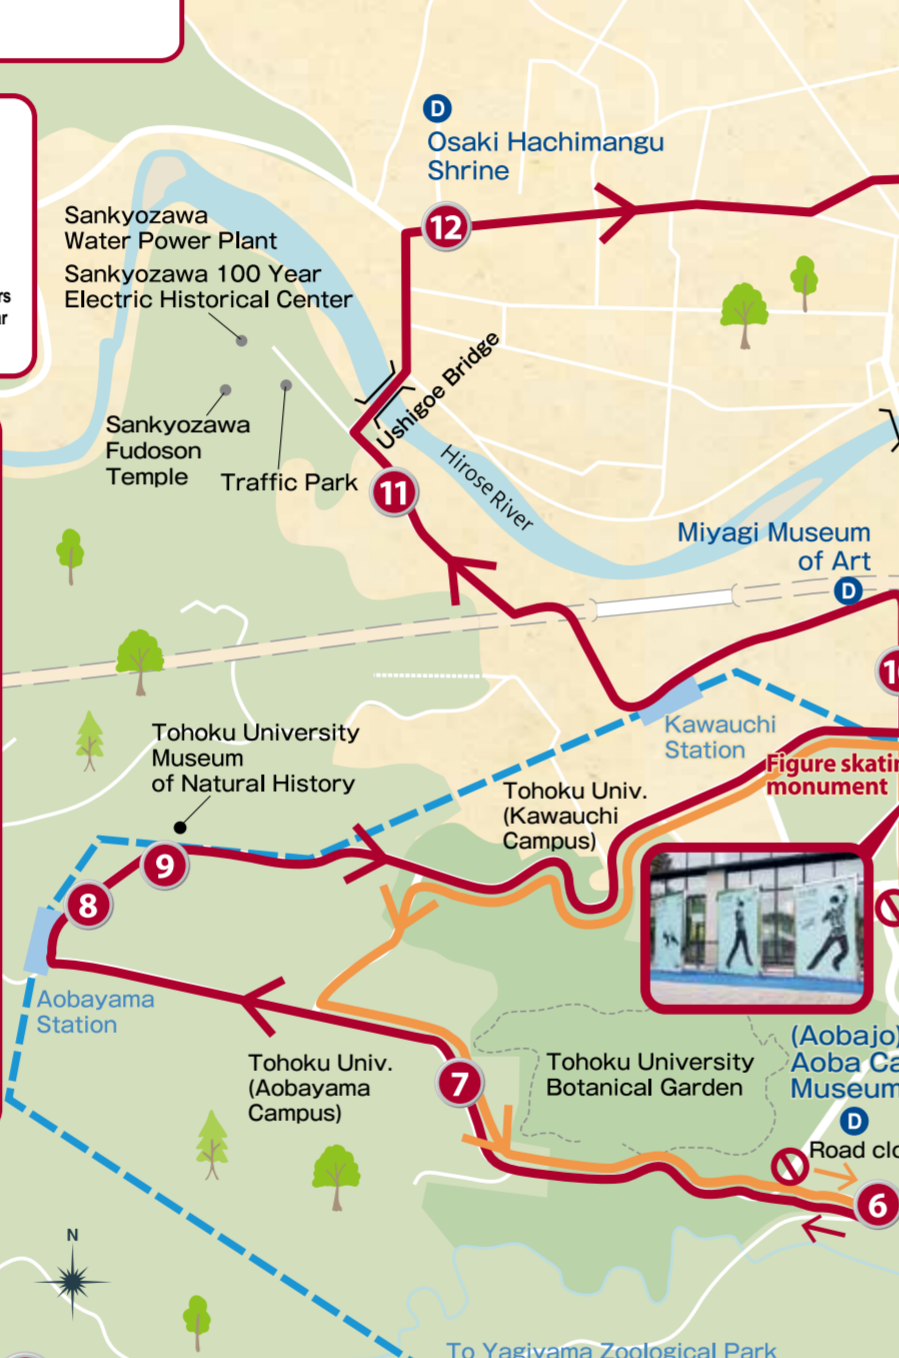 D
Osaki Hachimangu
Shrine
12
Sankyozawa
Water Power Plant
Sankyozawa 100 Year
Electric Historical Center
rs
Ushigoe Bridge
Sankyozawa
Fudoson
Temple
Traffic Park
11
Hirose River
Miyagi Museum
of Art
D
Kawauchi
Station
Tohoku University
Museum
of Natural History
Figure skatin
monument
Tohoku Univ.
(Kawauchi
Campus)
9
8
Aobayama
Station
(Aobajo)
Aoba Ca
Museum
D
Tohoku Univ.
(Aobayama
Campus)
7
Tohoku University
Botanical Garden
Road clo
6
N
To Yagiyama Zoological Park